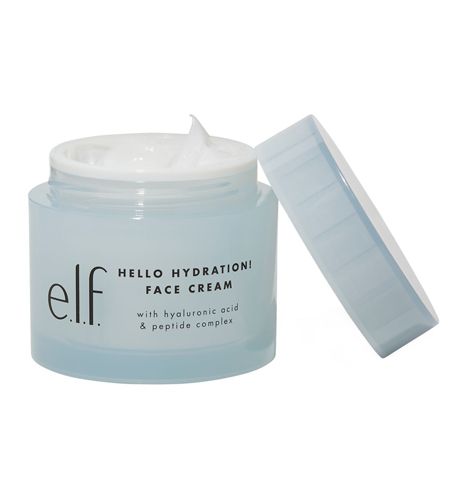 e.l.f.
HELLO HYDRATION!
FACE CREAM
with hyaluronic acid
& peptide complex